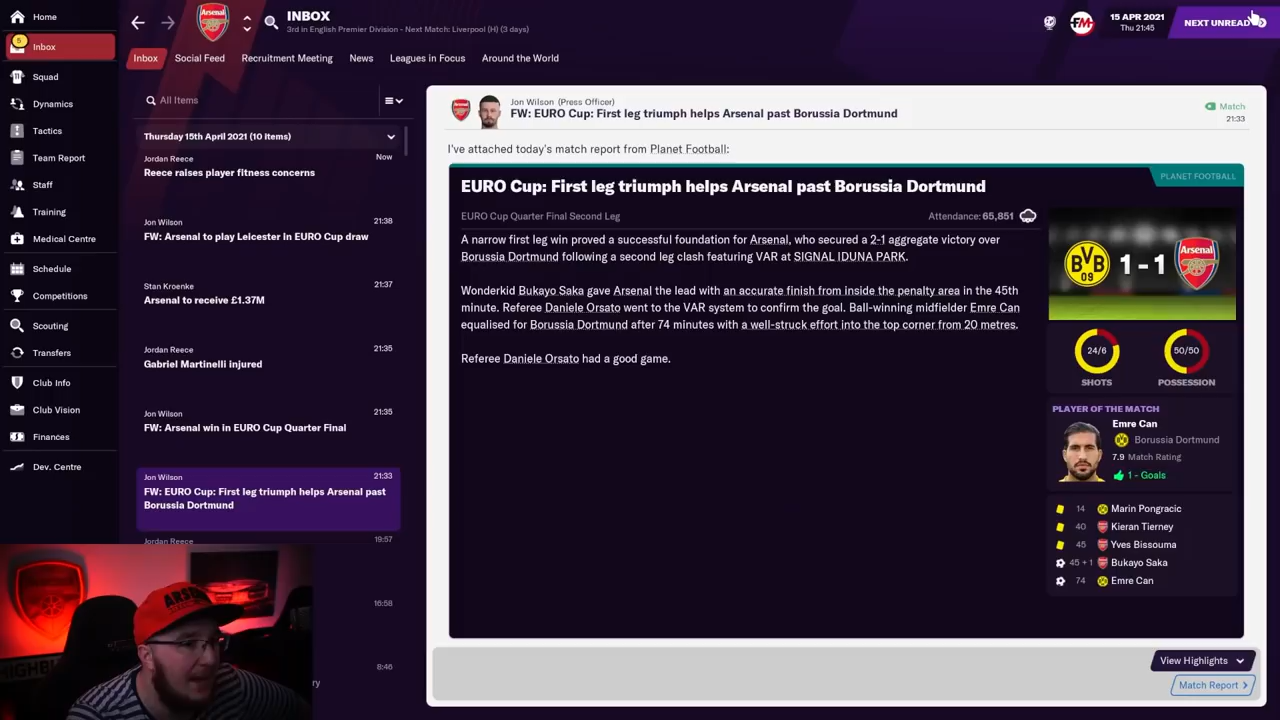 Home
5
Inbox
Squad
Dynamics
Tactics
Team Report
Staff
Training
Medical Centre
Schedule
Competitions
Scouting
Transfers
Club Info
Club Vision
Finances
Dev. Centre
Arsenal
INBOX
3rd in English Premier Division - Next Match: Liverpool (H) (3 days)
FM
15 APR 2021
Thu 21:45
NEXT UNREAD
Inbox
Social Feed
Recruitment Meeting
News
Leagues in Focus
Around the World
All Items
Thursday 15th April 2021 (10 Items)
Jordan Reece
Now
Reece raises player fitness concerns
Jon Wilson
21:38
FW: Arsenal to play Leicester in EURO Cup draw
Stan Kroenke
21:37
Arsenal to receive £1.37M
Jordan Reece
21:35
Gabriel Martinelli injured
Jon Wilson
21:35
FW: Arsenal win in EURO Cup Quarter Final
Jon Wilson
21:33
FW: EURO Cup: First leg triumph helps Arsenal past
Borussia Dortmund
Jordan Reece
19:57
16:58
8:46
Jon Wilson (Press Officer)
FW: EURO Cup: First leg triumph helps Arsenal past Borussia Dortmund
Match
21:33
I've attached today's match report from Planet Football:
EURO Cup: First leg triumph helps Arsenal past Borussia Dortmund
PLANET FOOTBALL
EURO Cup Quarter Final Second Leg
Attendance: 65,851
A narrow first leg win proved a successful foundation for Arsenal, who secured a 2-1 aggregate victory over
Borussia Dortmund following a second leg clash featuring VAR at SIGNAL IDUNA PARK.
Wonderkid Bukayo Saka gave Arsenal the lead with an accurate finish from inside the penalty area in the 45th
minute. Referee Daniele Orsato went to the VAR system to confirm the goal. Ball-winning midfielder Emre Can
equalised for Borussia Dortmund after 74 minutes with a well-struck effort into the top corner from 20 metres.
Referee Daniele Orsato had a good game.
BVB
09
1 - 1
Arsenal
24/6
SHOTS
50/50
POSSESSION
PLAYER OF THE MATCH
Emre Can
Borussia Dortmund
7.9 Match Rating
1 - Goals
14 Marin Pongracic
40 Kieran Tierney
45 Yves Bissouma
45 + 1 Bukayo Saka
74 Emre Can
View Highlights
Match Report